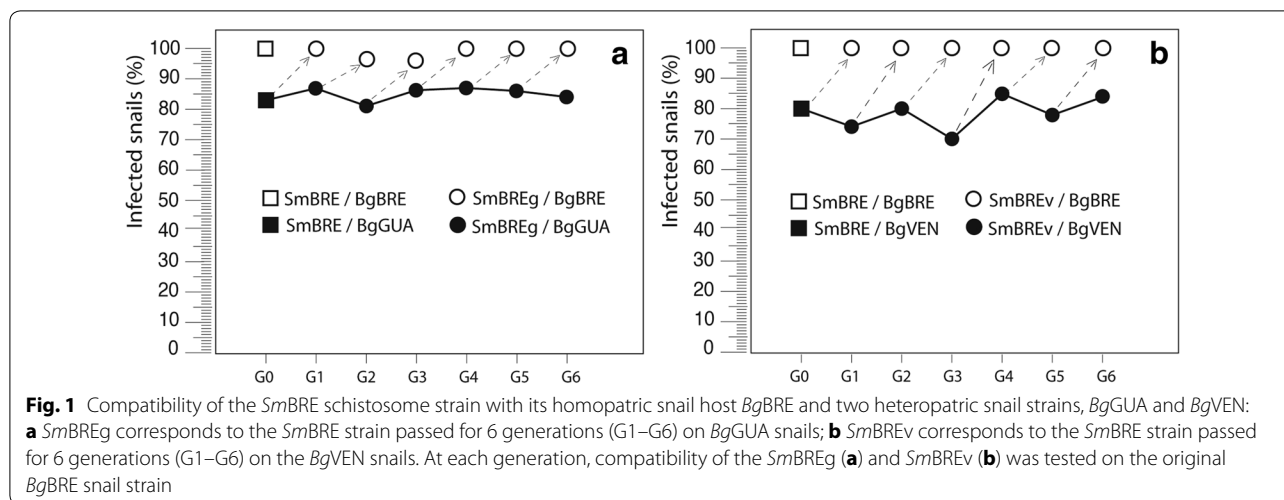 a
Infected snails (%)
100
90
80
70
60
50
40
30
20
10
0
SmBRE / BgBRE
SmBREg / BgBRE
SmBRE / BgGUA
SmBREg / BgGUA
G0 G1 G2 G3 G4 G5 G6
b
Infected snails (%)
100
90
80
70
60
50
40
30
20
10
0
SmBRE / BgBRE
SmBREv / BgBRE
SmBRE / BgVEN
SmBREv / BgVEN
G0 G1 G2 G3 G4 G5 G6
Fig. 1 Compatibility of the SmBRE schistosome strain with its homopatric snail host BgBRE and two heteropatric snail strains, BgGUA and BgVEN:
a SmBREg corresponds to the SmBRE strain passed for 6 generations (G1–G6) on BgGUA snails; b SmBREv corresponds to the SmBRE strain passed
for 6 generations (G1–G6) on the BgVEN snails. At each generation, compatibility of the SmBREg (a) and SmBREv (b) was tested on the original
BgBRE snail strain